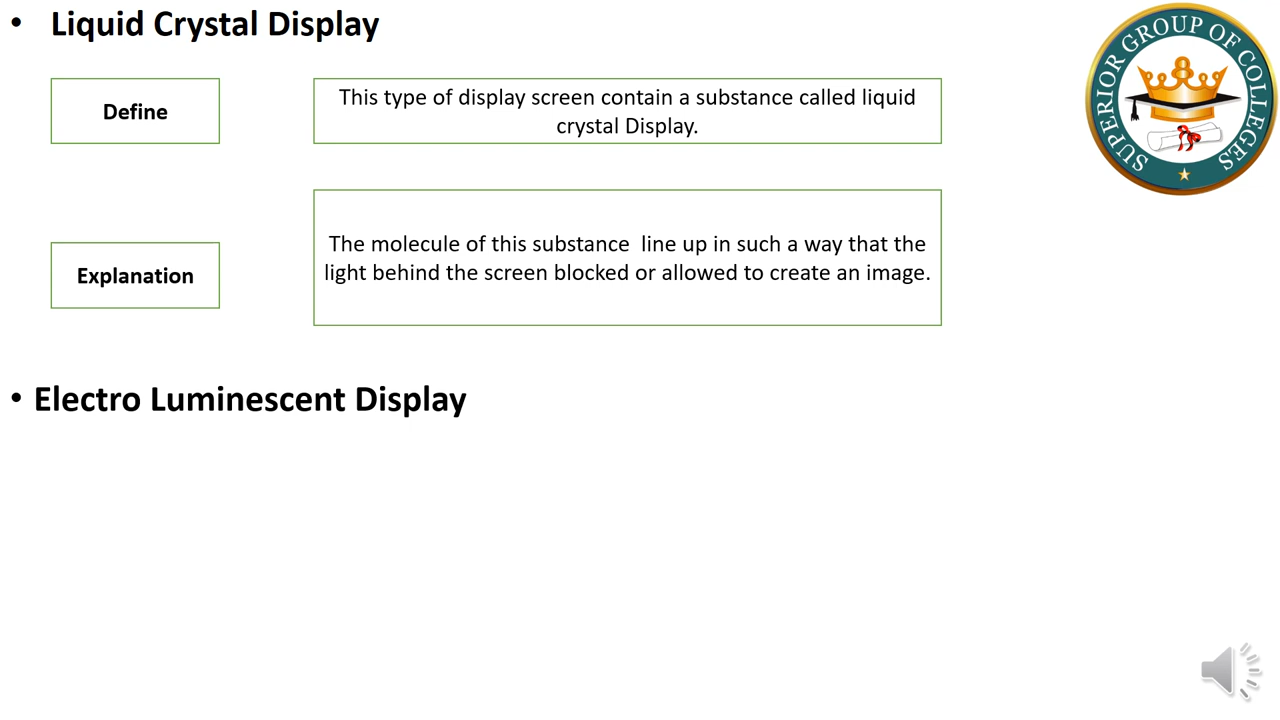 • Liquid Crystal Display
Define
This type of display screen contain a substance called liquid
crystal Display.
Explanation
The molecule of this substance line up in such a way that the
light behind the screen blocked or allowed to create an image.
• Electro Luminescent Display
SUPERIOR GROUP OF COLLEGES